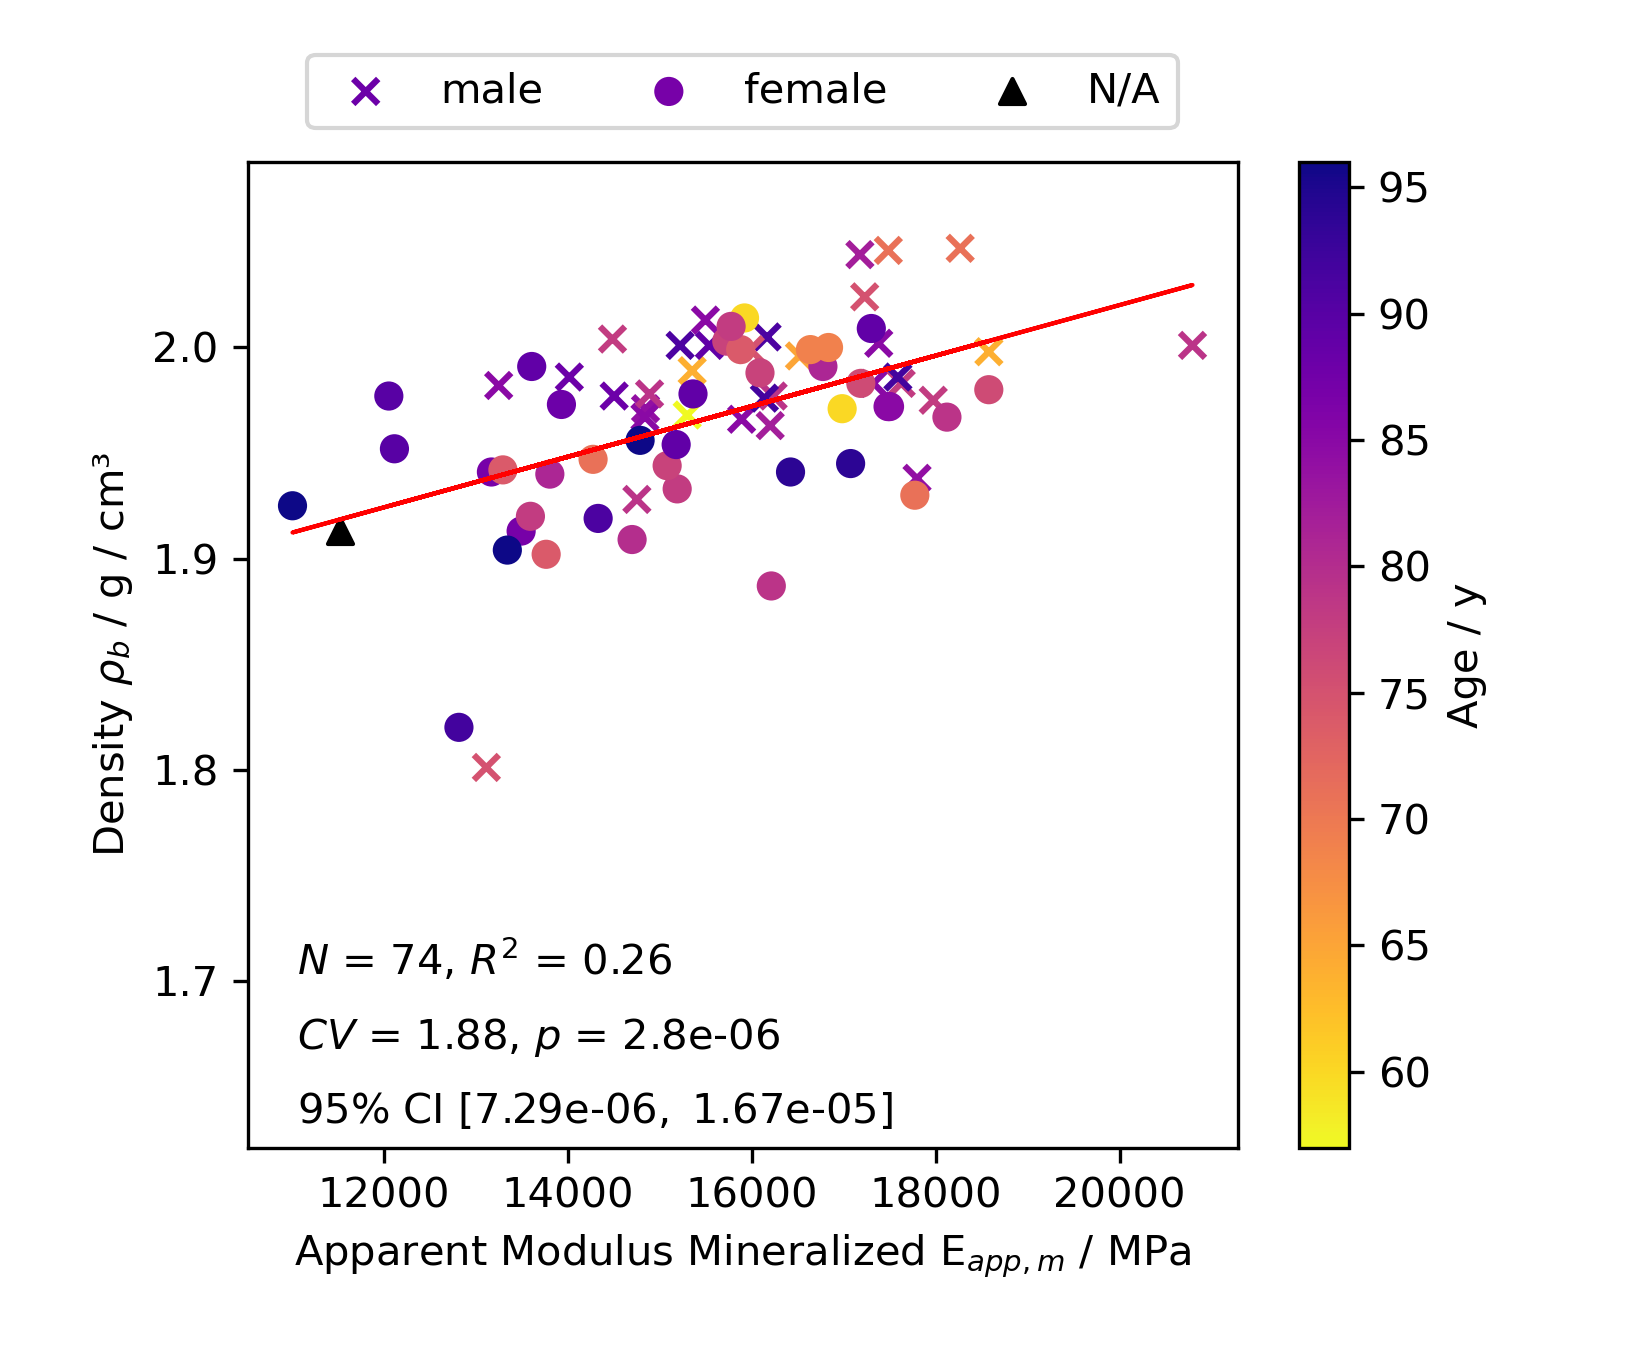 male female N/A
2.0
1.9
1.8
1.7
Density ρb / g / cm³
N = 74, R² = 0.26
CV = 1.88, p = 2.8e-06
95% CI [7.29e-06, 1.67e-05]
12000 14000 16000 18000 20000
Apparent Modulus Mineralized Eapp,m / MPa
95
90
85
80
75
70
65
60
Age / y